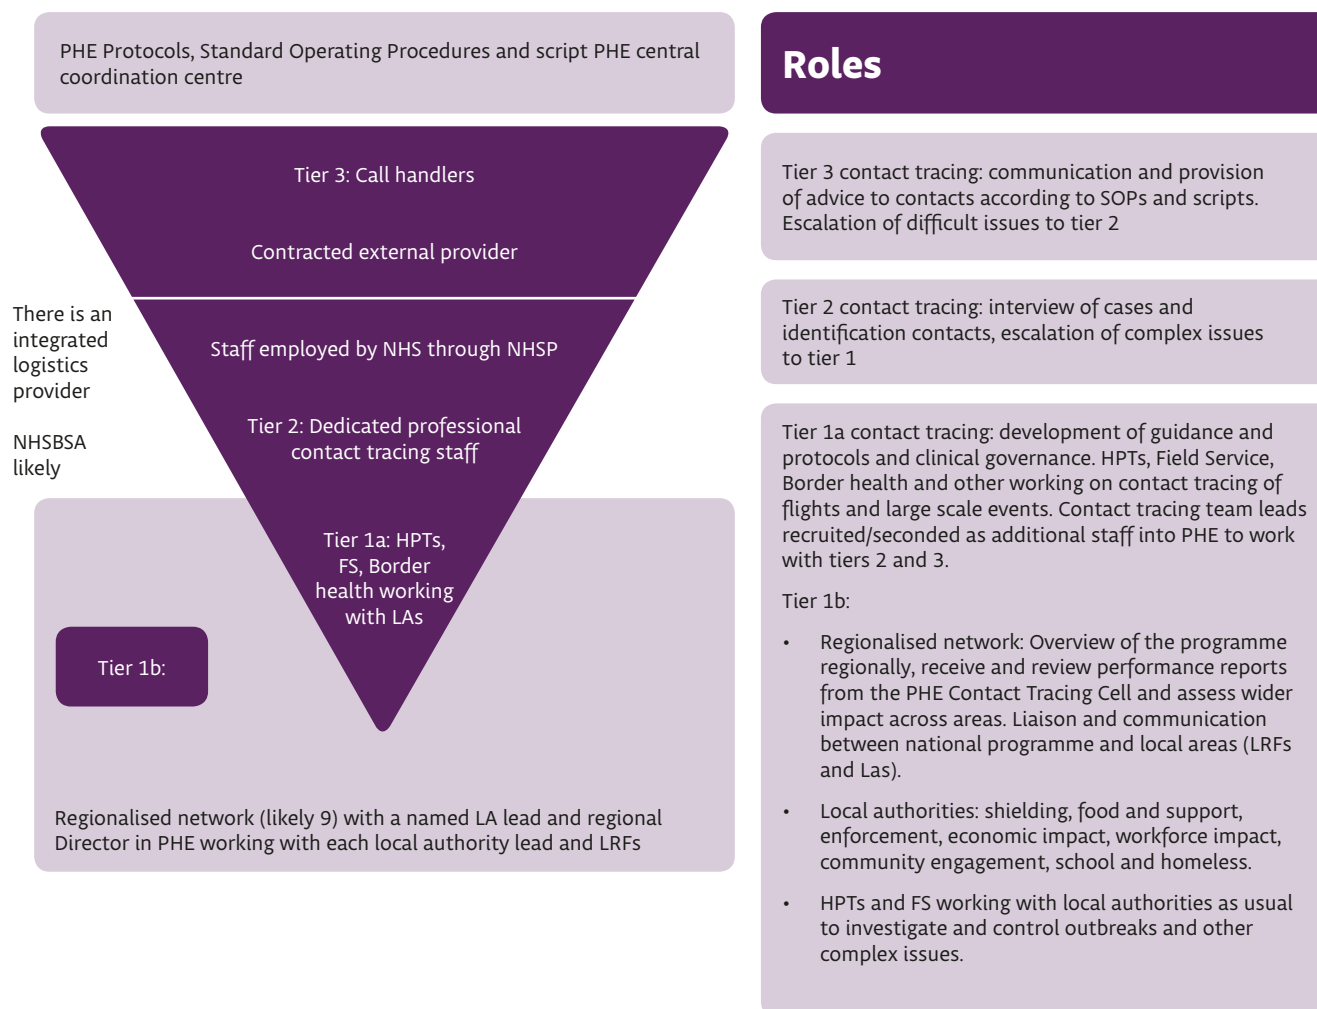 PHE Protocols, Standard Operating Procedures and script PHE central
coordination centre
Tier 3: Call handlers
Contracted external provider
There is an
integrated
logistics
provider
NHSBSA
likely
Staff employed by NHS through NHSP
Tier 2: Dedicated professional
contact tracing staff
Tier 1a: HPTs,
FS, Border
health working
with LAs
Tier 1b:
Regionalised network (likely 9) with a named LA lead and regional
Director in PHE working with each local authority lead and LRFs
Roles
Tier 3 contact tracing: communication and provision
of advice to contacts according to SOPs and scripts.
Escalation of difficult issues to tier 2
Tier 2 contact tracing: interview of cases and
identification contacts, escalation of complex issues
to tier 1
Tier 1a contact tracing: development of guidance and
protocols and clinical governance. HPTs, Field Service,
Border health and other working on contact tracing of
flights and large scale events. Contact tracing team leads
recruited/seconded as additional staff into PHE to work
with tiers 2 and 3.
Tier 1b:
• Regionalised network: Overview of the programme
regionally, receive and review performance reports
from the PHE Contact Tracing Cell and assess wider
impact across areas. Liaison and communication
between national programme and local areas (LRFs
and Las).
• Local authorities: shielding, food and support,
enforcement, economic impact, workforce impact,
community engagement, school and homeless.
• HPTs and FS working with local authorities as usual
to investigate and control outbreaks and other
complex issues.